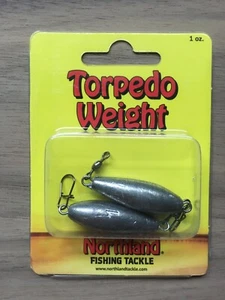 1 oz.
Torpedo
Weight
Northland
FISHING TACKLE
www.northlandtackle.com